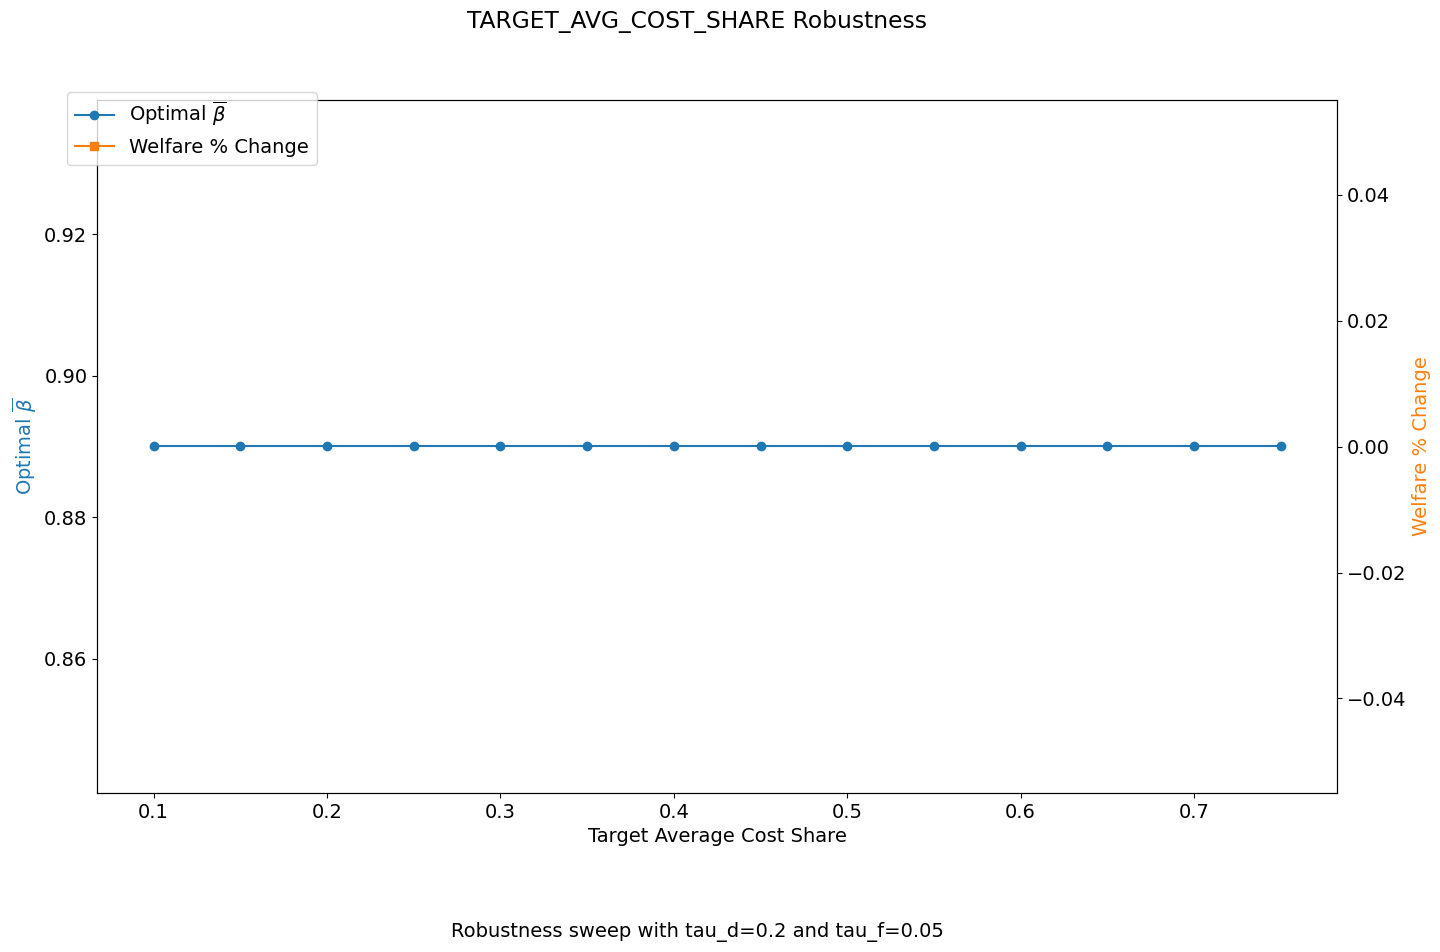 TARGET_AVG_COST_SHARE Robustness
Optimal β̅
Welfare % Change
0.92
0.90
0.88
0.86
Optimal β̅
0.04
0.02
0.00
−0.02
−0.04
Welfare % Change
0.1 0.2 0.3 0.4 0.5 0.6 0.7
Target Average Cost Share
Robustness sweep with tau_d=0.2 and tau_f=0.05